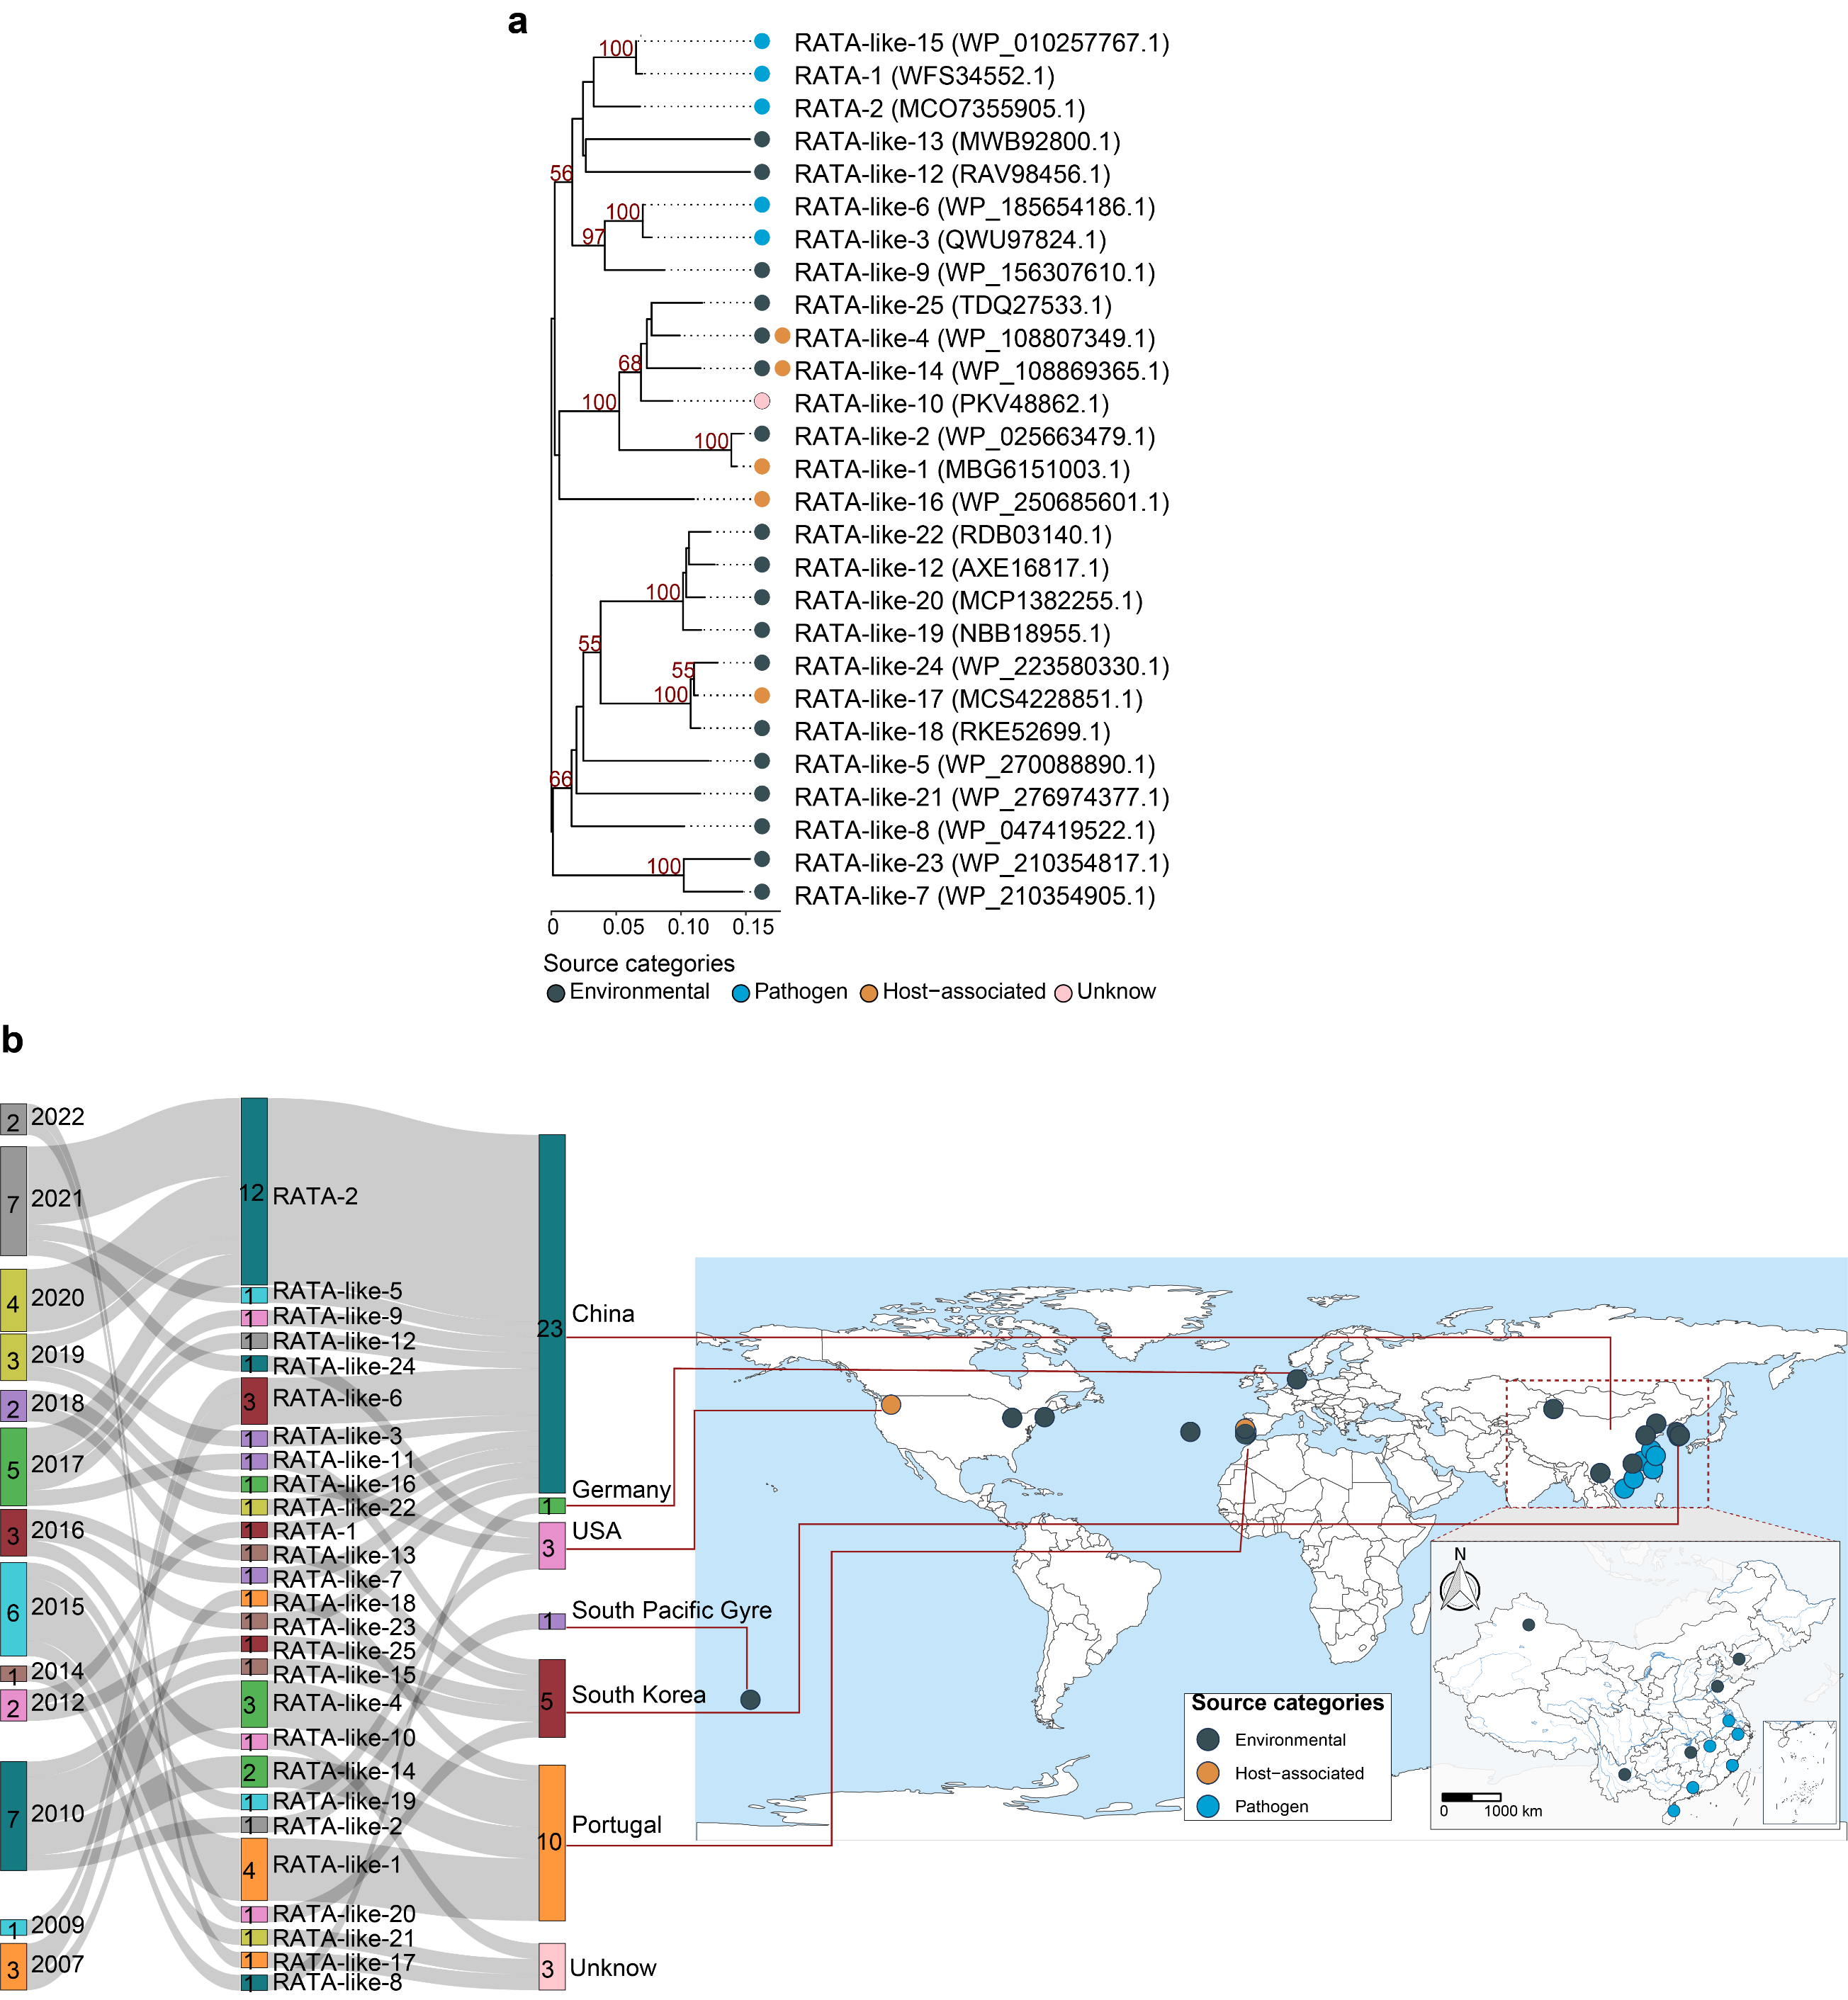 a
100
RATA-like-15 (WP_010257767.1)
RATA-1 (WFS34552.1)
RATA-2 (MCO7355905.1)
RATA-like-13 (MWB92800.1)
56
RATA-like-12 (RAV98456.1)
100
RATA-like-6 (WP_185654186.1)
97
RATA-like-3 (QWU97824.1)
RATA-like-9 (WP_156307610.1)
RATA-like-25 (TDQ27533.1)
RATA-like-4 (WP_108807349.1)
68
RATA-like-14 (WP_108869365.1)
100
RATA-like-10 (PKV48862.1)
100
RATA-like-2 (WP_025663479.1)
RATA-like-1 (MBG6151003.1)
RATA-like-16 (WP_250685601.1)
RATA-like-22 (RDB03140.1)
RATA-like-12 (AXE16817.1)
100
RATA-like-20 (MCP1382255.1)
RATA-like-19 (NBB18955.1)
55
55
RATA-like-24 (WP_223580330.1)
100
RATA-like-17 (MCS4228851.1)
RATA-like-18 (RKE52699.1)
RATA-like-5 (WP_270088890.1)
66
RATA-like-21 (WP_276974377.1)
RATA-like-8 (WP_047419522.1)
100
RATA-like-23 (WP_210354817.1)
RATA-like-7 (WP_210354905.1)
0 0.05 0.10 0.15
Source categories
Environmental Pathogen Host−associated Unknow
b
2 2022
7 2021
4 2020
3 2019
2 2018
5 2017
3 2016
6 2015
1 2014
2 2012
7 2010
1 2009
3 2007
12 RATA-2
1 RATA-like-5
1 RATA-like-9
1 RATA-like-12
1 RATA-like-24
3 RATA-like-6
1 RATA-like-3
1 RATA-like-11
1 RATA-like-16
1 RATA-like-22
1 RATA-1
1 RATA-like-13
1 RATA-like-7
1 RATA-like-18
1 RATA-like-23
1 RATA-like-25
1 RATA-like-15
3 RATA-like-4
1 RATA-like-10
2 RATA-like-14
1 RATA-like-19
1 RATA-like-2
4 RATA-like-1
1 RATA-like-20
1 RATA-like-21
1 RATA-like-17
1 RATA-like-8
23 China
1 Germany
3 USA
1 South Pacific Gyre
5 South Korea
10 Portugal
3 Unknow
Source categories
Environmental
Host−associated
Pathogen
N
0 1000 km